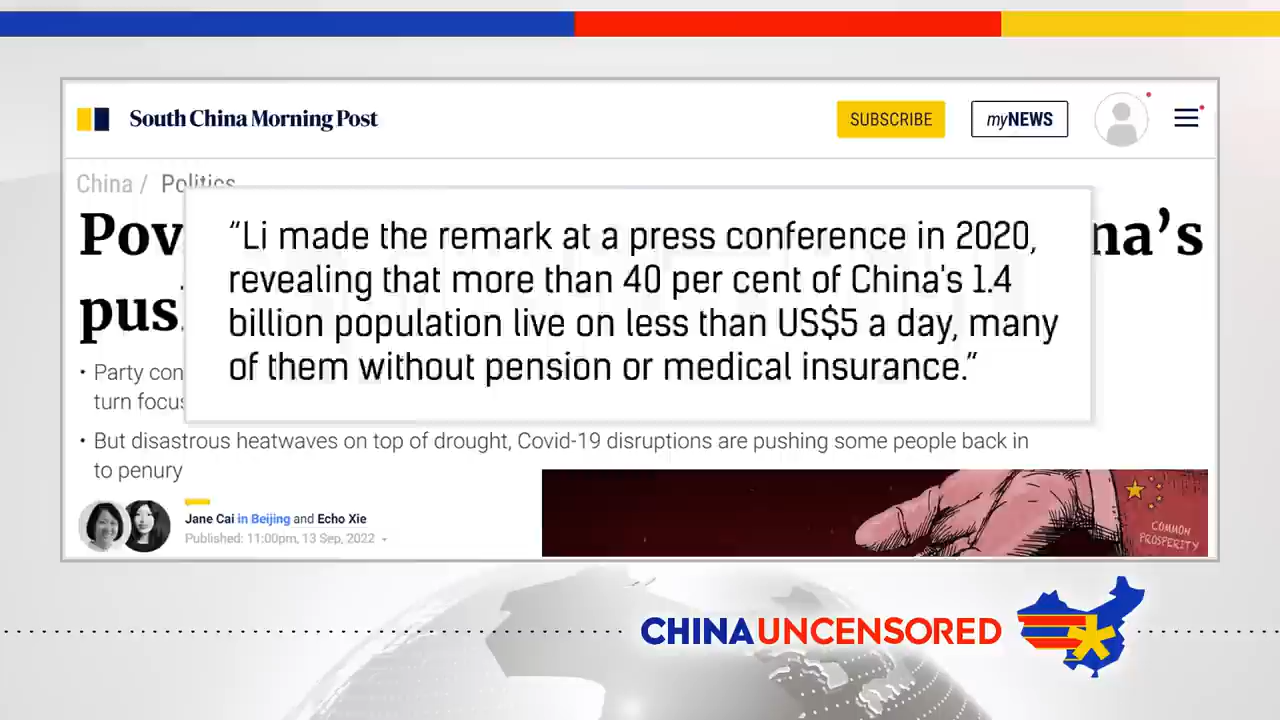 South China Morning Post
SUBSCRIBE
myNEWS
China / Politics
Pov
na's
pus
"Li made the remark at a press conference in 2020,
revealing that more than 40 per cent of China's 1.4
billion population live on less than US$5 a day, many
of them without pension or medical insurance."
• Party con
turn focus
• But disastrous heatwaves on top of drought, Covid-19 disruptions are pushing some people back in
to penury
Jane Cai in Beijing and Echo Xie
Published: 11:00pm, 13 Sep, 2022
COMMON
PROSPERITY
CHINA UNCENSORED